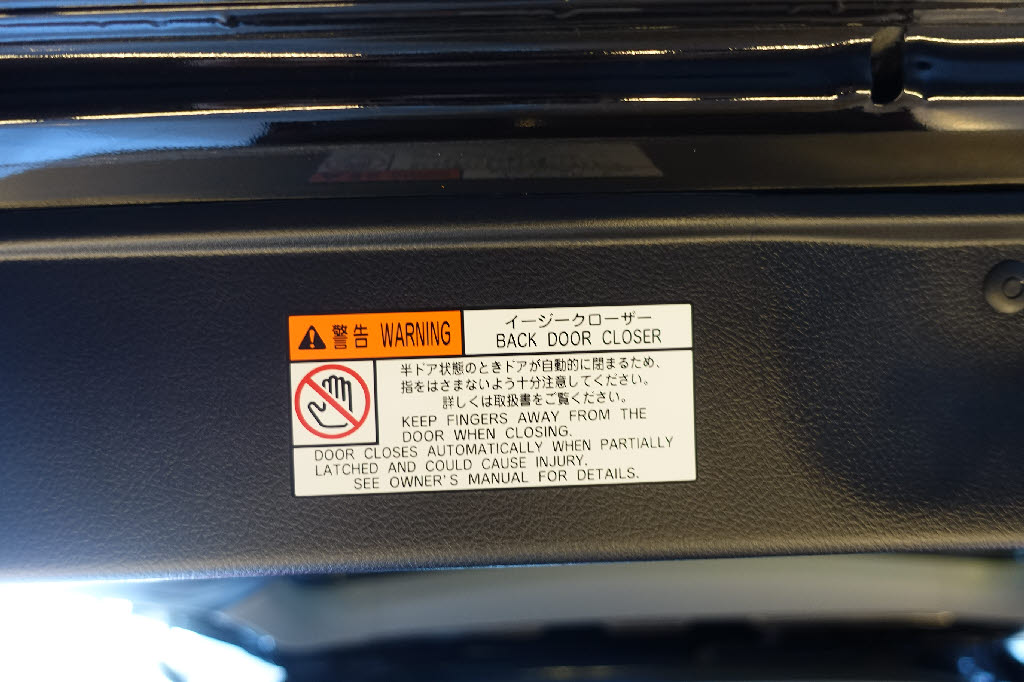 警告 WARNING
イージークローザー
BACK DOOR CLOSER
半ドア状態のときドアが自動的に閉まるため、
指をはさまないよう十分注意してください。
詳しくは取扱書をご覧ください。
KEEP FINGERS AWAY FROM THE
DOOR WHEN CLOSING.
DOOR CLOSES AUTOMATICALLY WHEN PARTIALLY
LATCHED AND COULD CAUSE INJURY.
SEE OWNER'S MANUAL FOR DETAILS.